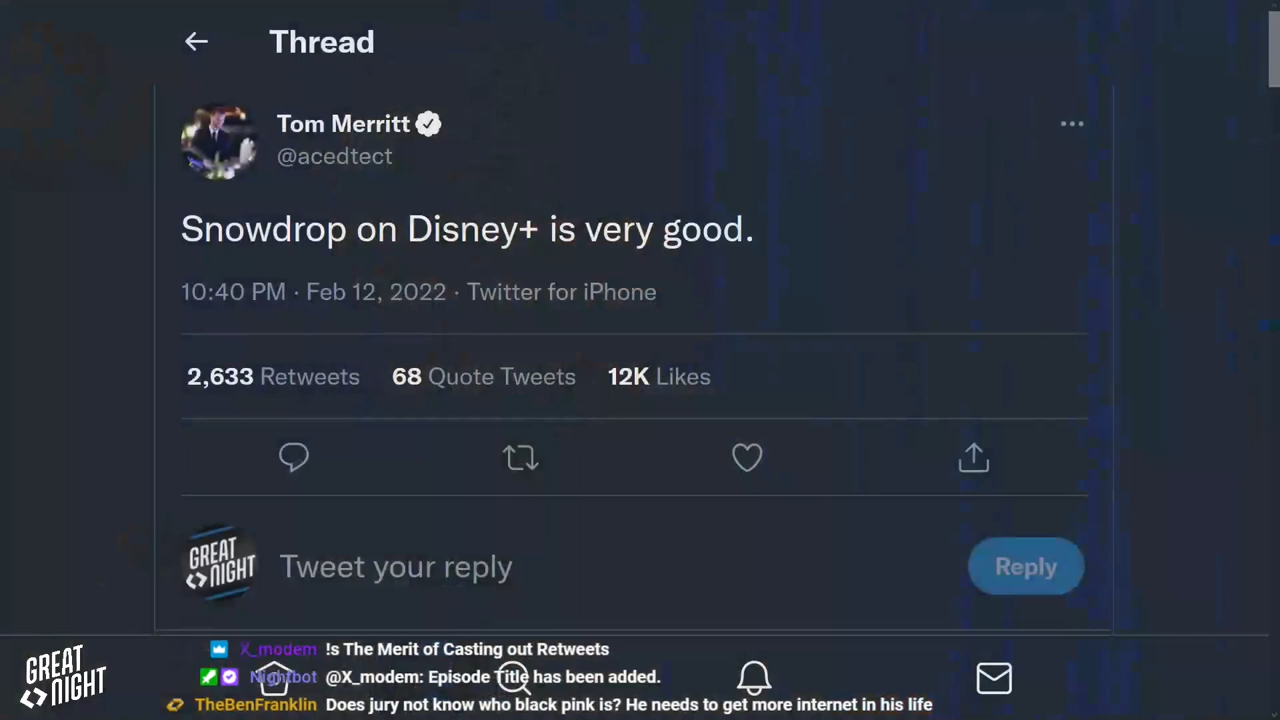 Thread
Tom Merritt
@acedtect
Snowdrop on Disney+ is very good.
10:40 PM · Feb 12, 2022 · Twitter for iPhone
2,633 Retweets 68 Quote Tweets 12K Likes
GREAT
<>NIGHT
Tweet your reply
Reply
GREAT
<>NIGHT
X_modem !s The Merit of Casting out Retweets
Nightbot @X_modem: Episode Title has been added.
TheBenFranklin Does jury not know who black pink is? He needs to get more internet in his life